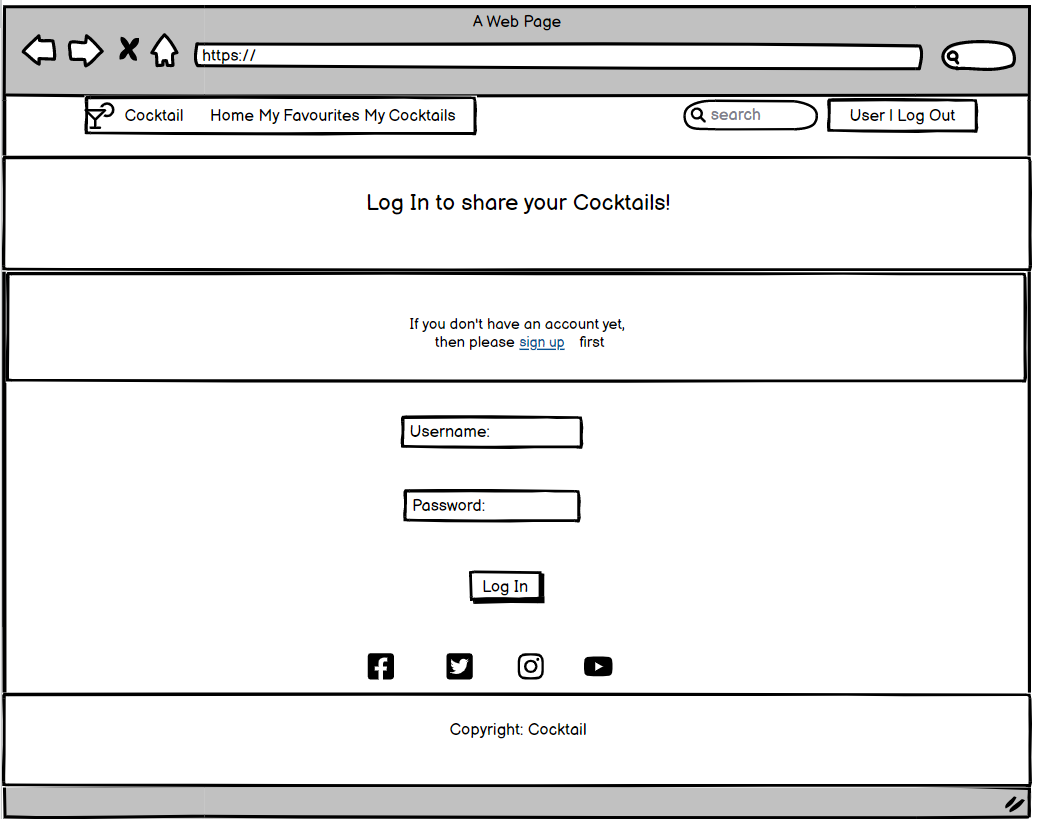 A Web Page
https://
Cocktail Home My Favourites My Cocktails search User | Log Out
Log In to share your Cocktails!
If you don't have an account yet,
then please sign up first
Username:
Password:
Log In
Copyright: Cocktail